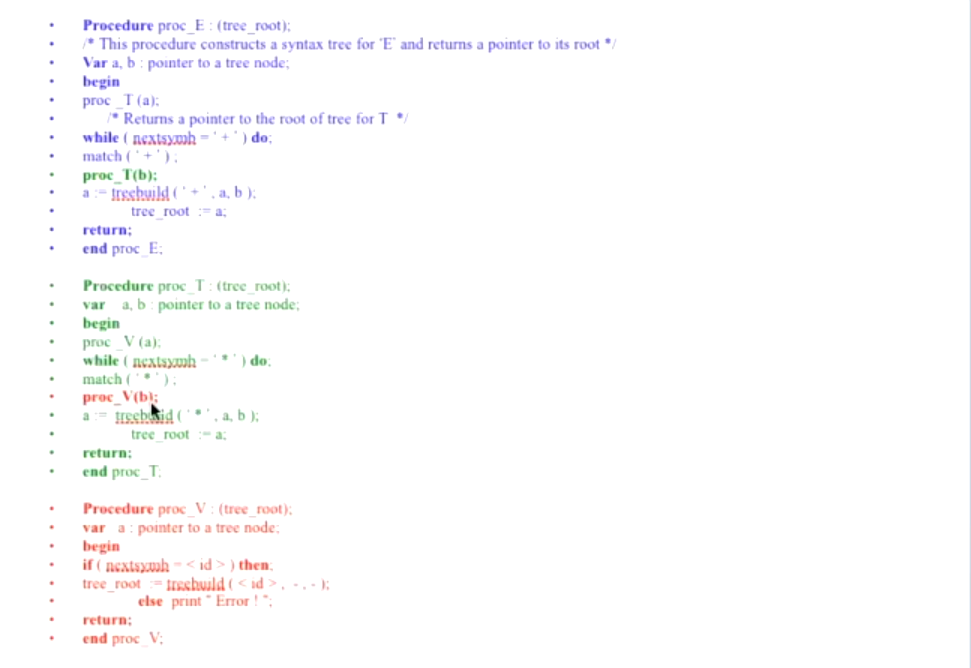 • Procedure proc_E : (tree_root);
• /* This procedure constructs a syntax tree for 'E' and returns a pointer to its root */
• Var a, b : pointer to a tree node;
• begin
• proc _T (a);
• /* Returns a pointer to the root of tree for T */
• while ( nextsymb = ' + ' ) do;
• match ( ' + ' ) ;
• proc_T(b);
• a := treebuild ( ' + ' , a, b );
• tree_root := a;
• return;
• end proc_E;
• Procedure proc_T : (tree_root);
• var a, b : pointer to a tree node;
• begin
• proc _V (a);
• while ( nextsymb = ' * ' ) do;
• match ( ' * ' ) ;
• proc_V(b);
• a := treebuild ( ' * ' , a, b );
• tree_root := a;
• return;
• end proc_T;
• Procedure proc_V : (tree_root);
• var a : pointer to a tree node;
• begin
• if ( nextsymb = < id > ) then;
• tree_root := treebuild ( < id > , - , - );
• else print " Error ! ";
• return;
• end proc_V;